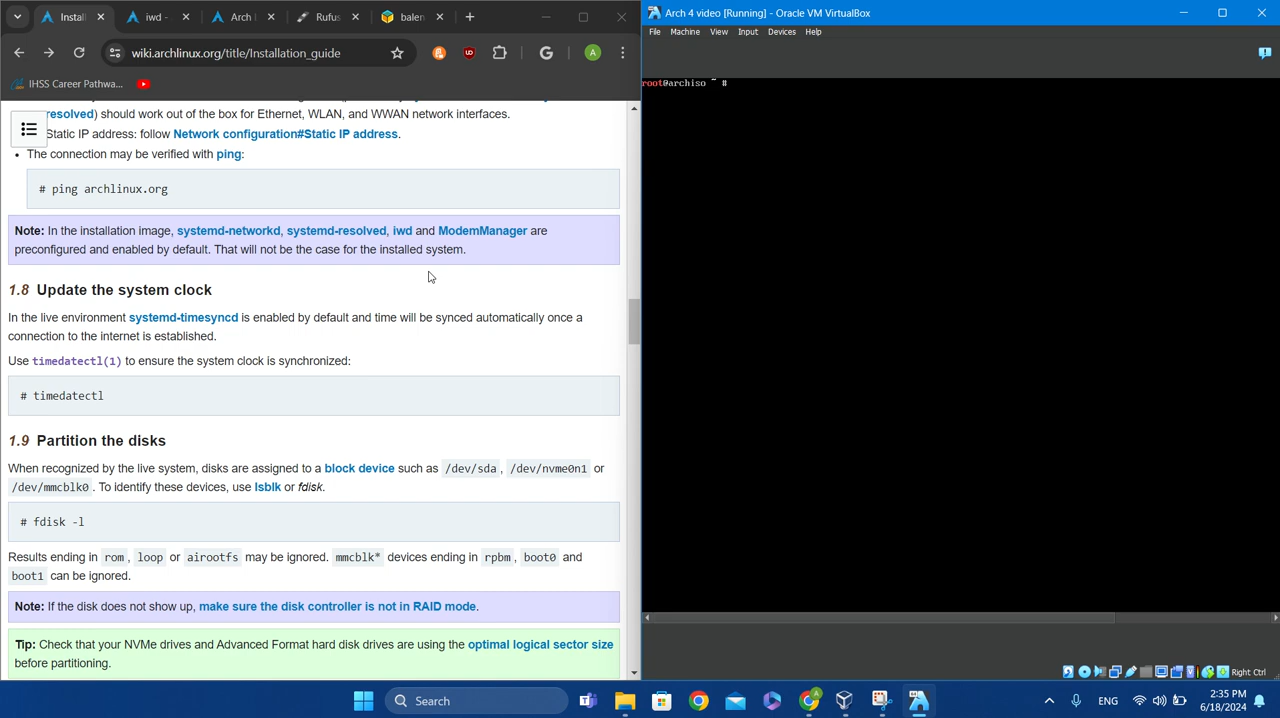 Install
iwd -
Arch l
Rufus
balen
wiki.archlinux.org/title/Installation_guide
G
A
IHSS Career Pathwa...
resolved) should work out of the box for Ethernet, WLAN, and WWAN network interfaces.
Static IP address: follow Network configuration#Static IP address.
• The connection may be verified with ping:
# ping archlinux.org
Note: In the installation image, systemd-networkd, systemd-resolved, iwd and ModemManager are
preconfigured and enabled by default. That will not be the case for the installed system.
1.8 Update the system clock
In the live environment systemd-timesyncd is enabled by default and time will be synced automatically once a
connection to the internet is established.
Use timedatectl(1) to ensure the system clock is synchronized:
# timedatectl
1.9 Partition the disks
When recognized by the live system, disks are assigned to a block device such as /dev/sda, /dev/nvme0n1 or
/dev/mmcblk0. To identify these devices, use lsblk or fdisk.
# fdisk -l
Results ending in rom, loop or airootfs may be ignored. mmcblk* devices ending in rpbm, boot0 and
boot1 can be ignored.
Note: If the disk does not show up, make sure the disk controller is not in RAID mode.
Tip: Check that your NVMe drives and Advanced Format hard disk drives are using the optimal logical sector size
before partitioning.
Arch 4 video [Running] - Oracle VM VirtualBox
File Machine View Input Devices Help
root@archiso ~ #
Right Ctrl
Search
ENG
2:35 PM
6/18/2024